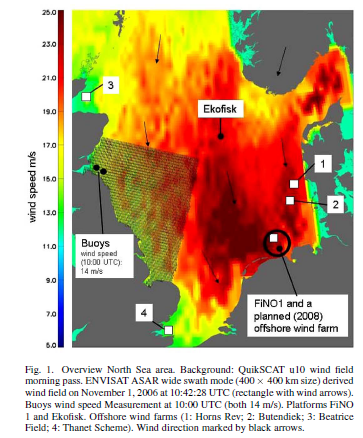 25.0
23.0
21.0
19.0
17.0
15.0
13.0
11.0
9.0
7.0
5.0
wind speed m/s
3
Ekofisk
1
2
Buoys
wind speed
(10:00 UTC):
14 m/s
FiNO1 and a
planned (2008)
offshore wind farm
4
Fig. 1. Overview North Sea area. Background: QuikSCAT u10 wind field
morning pass. ENVISAT ASAR wide swath mode (400 × 400 km size) derived
wind field on November 1, 2006 at 10:42:28 UTC (rectangle with wind arrows).
Buoys wind speed Measurement at 10:00 UTC (both 14 m/s). Platforms FiNO
1 and Ekofisk. Offshore wind farms (1: Horns Rev; 2: Butendiek; 3: Beatrice
Field; 4: Thanet Scheme). Wind direction marked by black arrows.